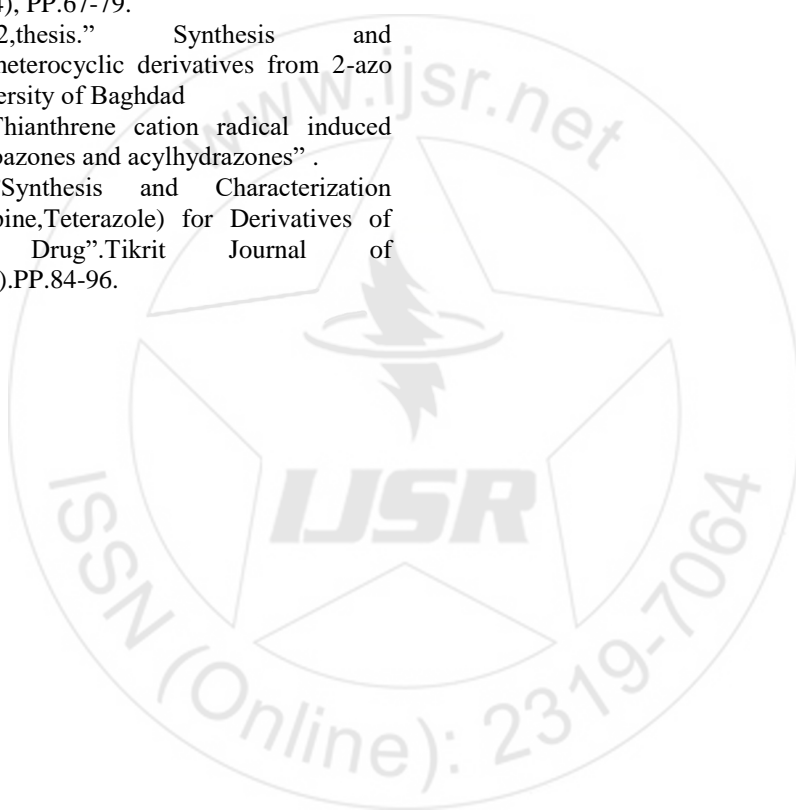 4), PP.67-79.
2,thesis.” Synthesis and
heterocyclic derivatives from 2-azo
ersity of Baghdad
Thianthrene cation radical induced
bazones and acylhydrazones” .
Synthesis and Characterization
pine,Teterazole) for Derivatives of
Drug”.Tikrit Journal of
).PP.84-96.
www.ijsr.net
IJSR
ISSN (Online): 2319-7064